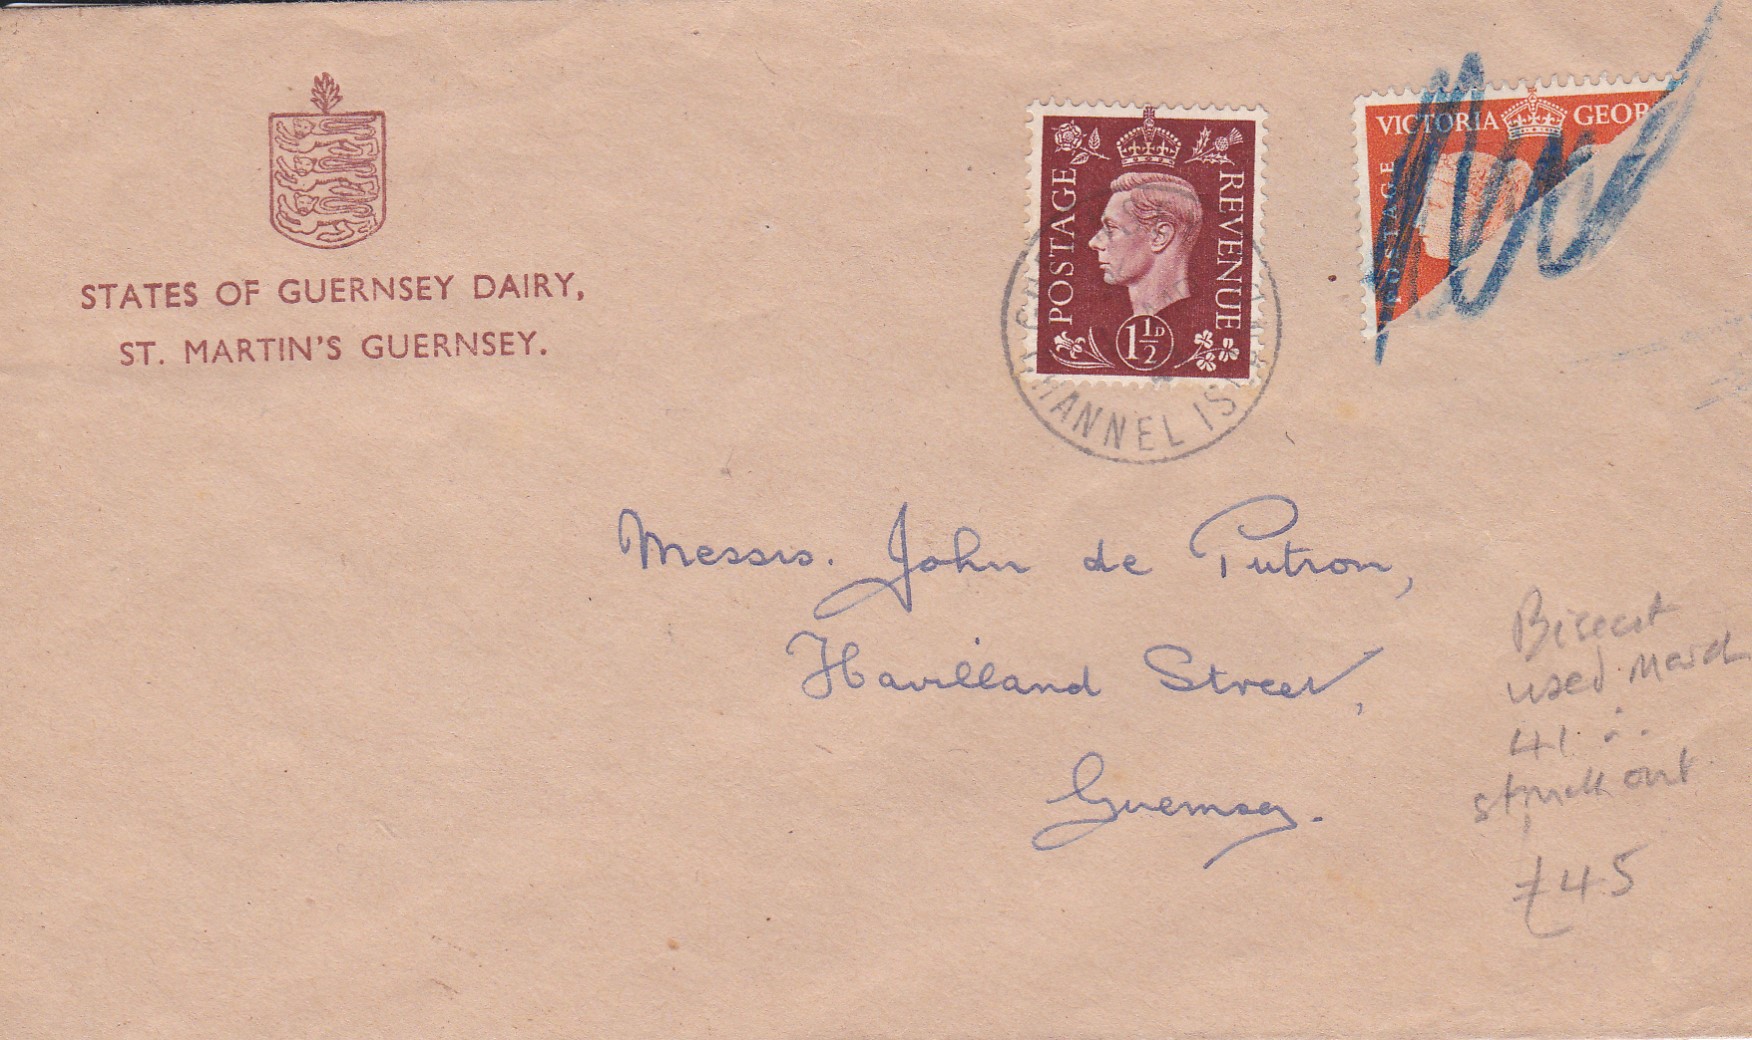 STATES OF GUERNSEY DAIRY,
ST. MARTIN'S GUERNSEY.
POSTAGE
REVENUE
1½D
CHANNEL ISL
VICTORIA GEOR
POSTAGE
Messrs. John de Putron,
Havilland Street,
Guernsey.
Bisect
used March
41 ∴
struck out
£45